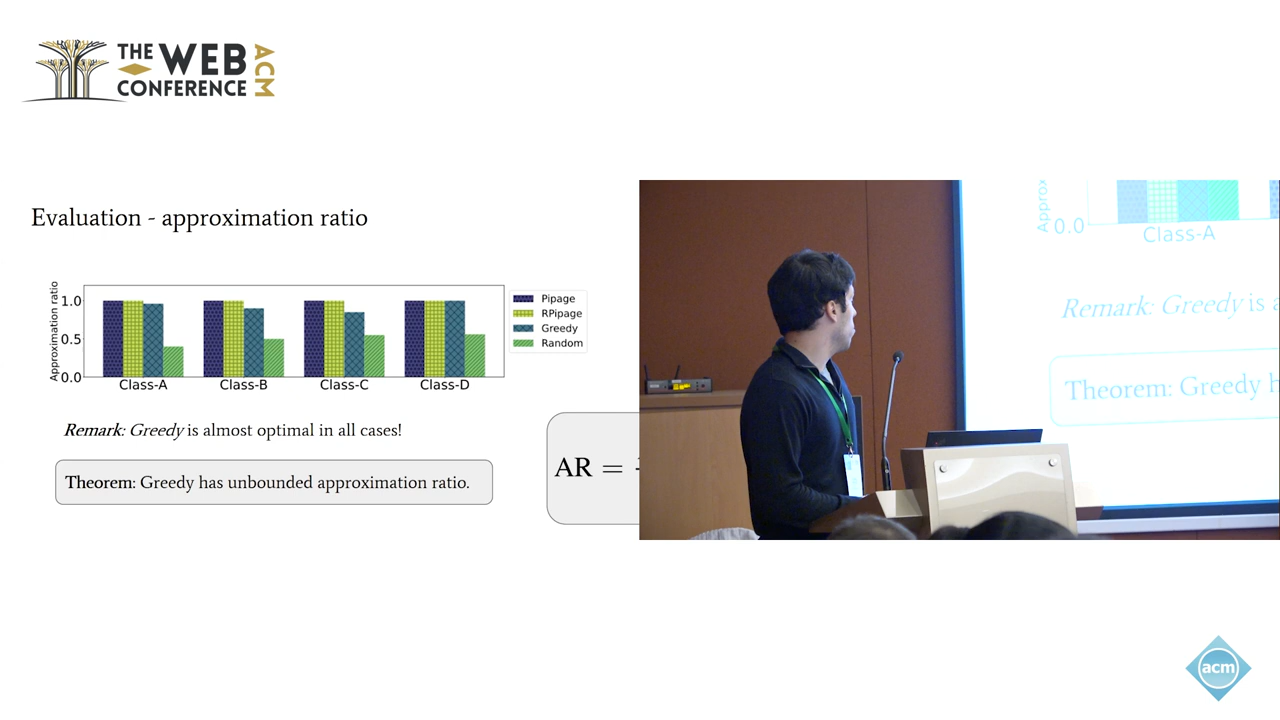 THE WEB
CONFERENCE
ACM
Evaluation - approximation ratio
Approximation ratio
1.0
0.5
0.0
Class-A
Class-B
Class-C
Class-D
Pipage
RPipage
Greedy
Random
Remark: Greedy is almost optimal in all cases!
Theorem: Greedy has unbounded approximation ratio.
AR =
Approx
0.0
Class-A
Remark: Greedy is a
Theorem: Greedy h
acm